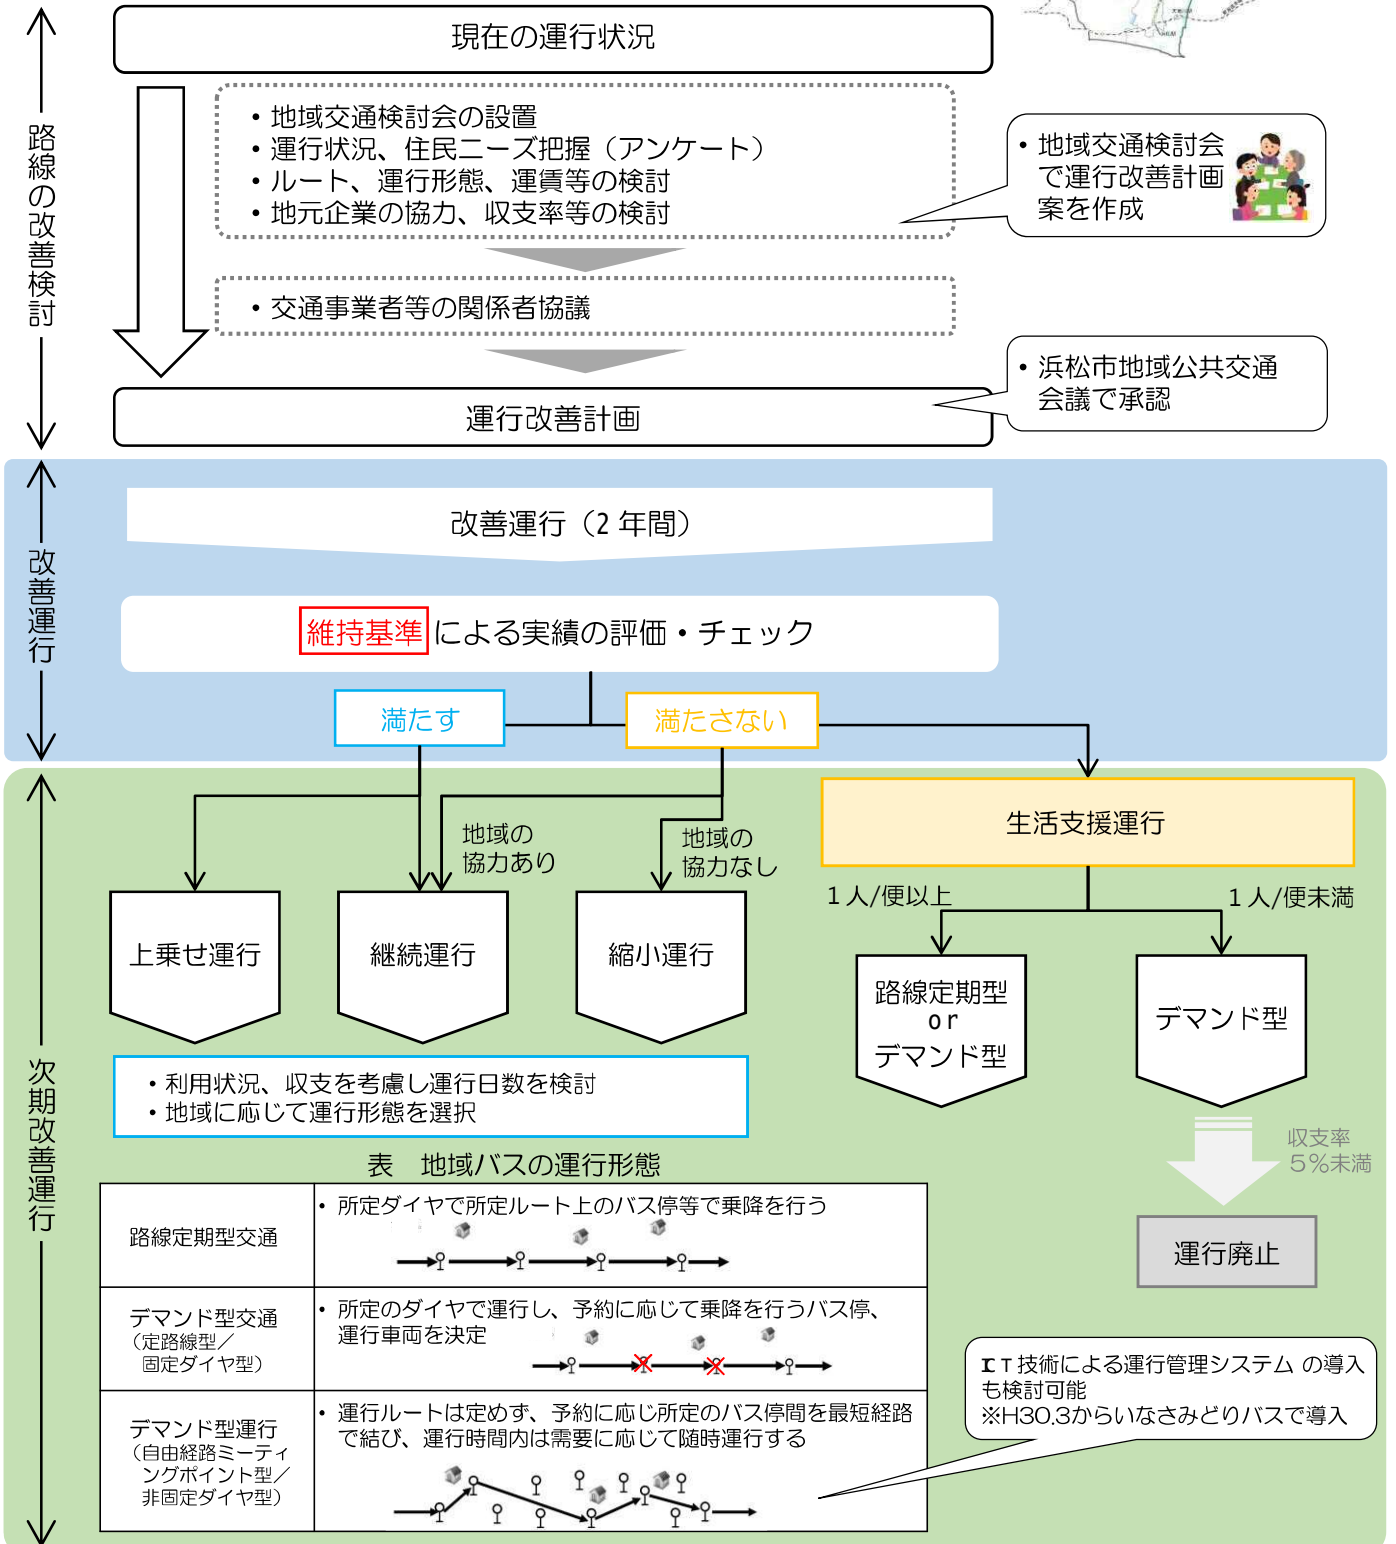 現在の運行状況
路線の改善検討
・地域交通検討会の設置
・運行状況、住民ニーズ把握（アンケート）
・ルート、運行形態、運賃等の検討
・地元企業の協力、収支率等の検討
・地域交通検討会
で運行改善計画
案を作成
・交通事業者等の関係者協議
・浜松市地域公共交通
会議で承認
運行改善計画
改善運行
改善運行（2 年間）
維持基準による実績の評価・チェック
満たす
満たさない
次期改善運行
地域の
協力あり
地域の
協力なし
生活支援運行
1 人/便以上
1 人/便未満
上乗せ運行
継続運行
縮小運行
路線定期型
or
デマンド型
デマンド型
・利用状況、収支を考慮し運行日数を検討
・地域に応じて運行形態を選択
収支率
5％未満
運行廃止
表　地域バスの運行形態
路線定期型交通
・所定ダイヤで所定ルート上のバス停等で乗降を行う
デマンド型交通
（定路線型／
固定ダイヤ型）
・所定のダイヤで運行し、予約に応じて乗降を行うバス停、
運行車両を決定
デマンド型運行
（自由経路ミーティ
ングポイント型／
非固定ダイヤ型）
・運行ルートは定めず、予約に応じ所定のバス停間を最短経路
で結び、運行時間内は需要に応じて随時運行する
ICT技術による運行管理システム の導入
も検討可能
※H30.3からいなさみどりバスで導入